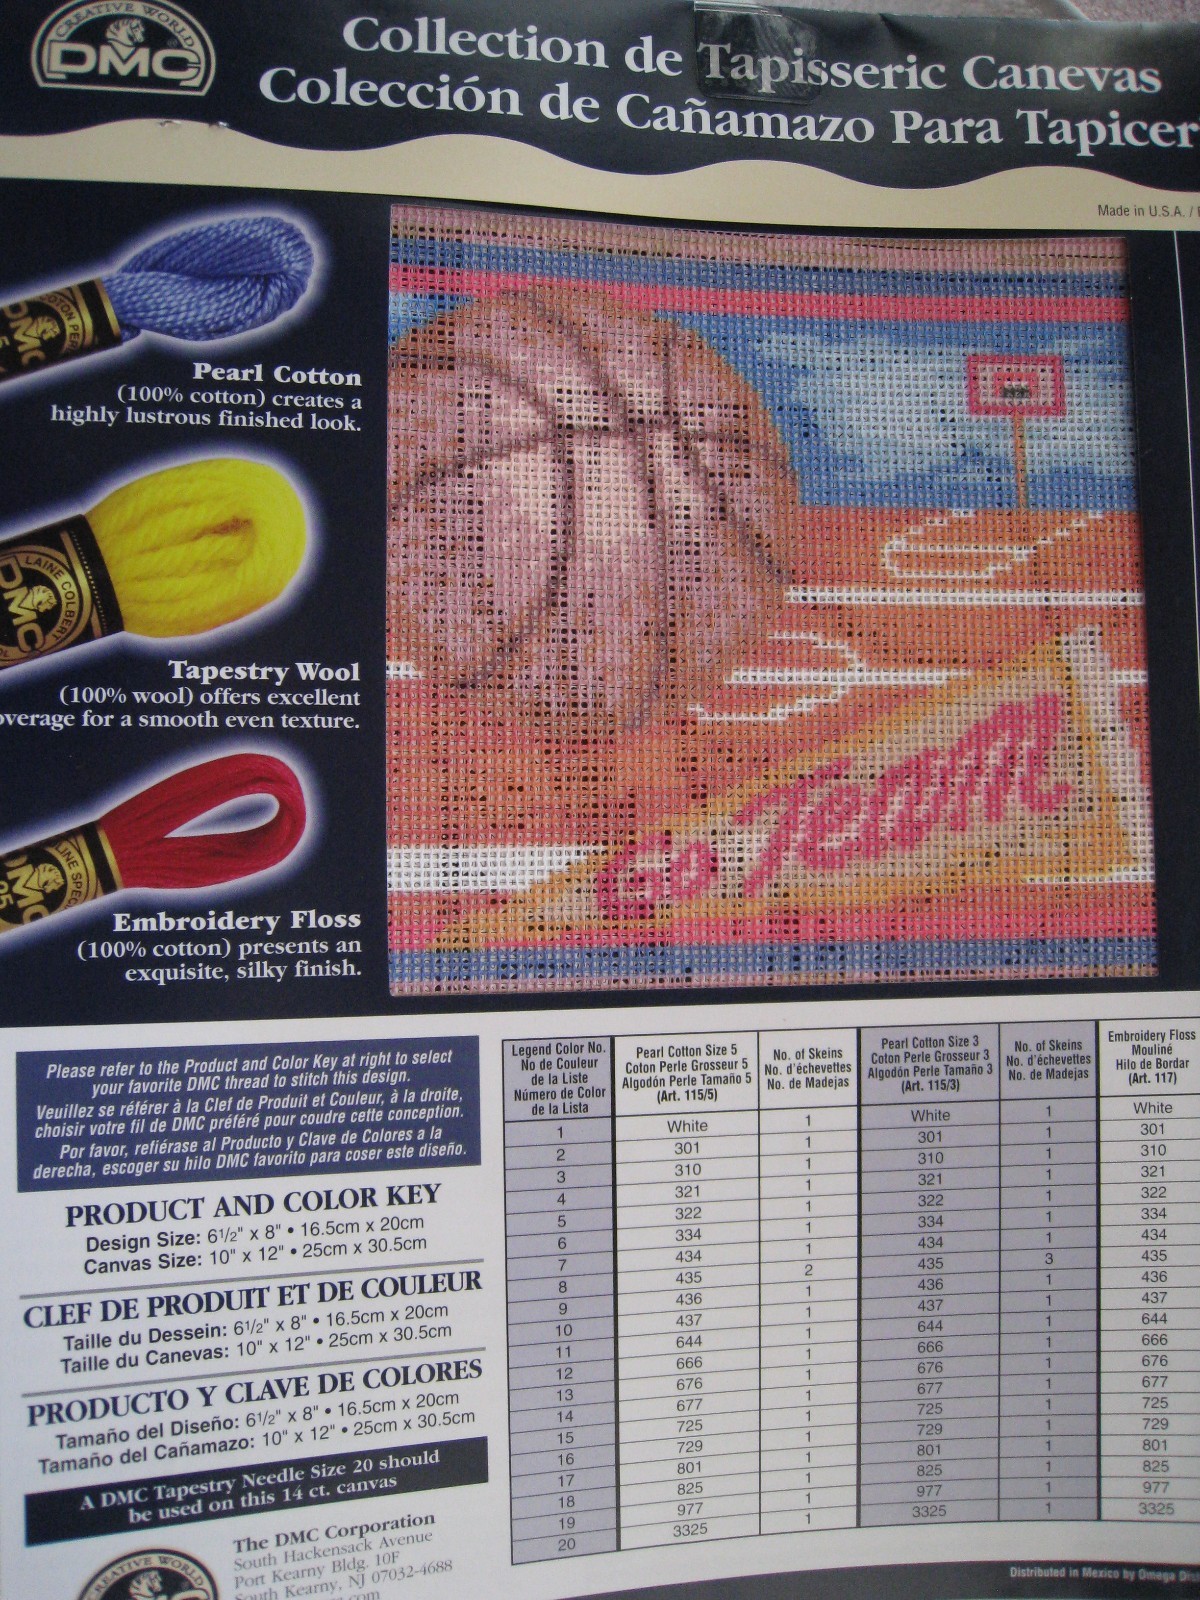 CREATIVE WORLD
DMC
Collection de Tapisseric Canevas
Colección de Cañamazo Para
Made in U.S.A. /
Pearl Cotton
(100% cotton) creates a
highly lustrous finished look.
Tapestry Wool
(100% wool) offers excellent
for a smooth even texture.
Embroidery Floss
(100% cotton) presents an
exquisite, silky finish.
DMC
LAINE COLBERT
DMC
Go Team
Please refer to the Product and Color Key at right to select
your favorite DMC thread to stitch this design.
Veuillez se référer à la Clef de Produit et Couleur, à la droite,
choisir votre fil de DMC préféré pour coudre cette conception.
Por favor, refiérase al Producto y Clave de Colores a la
derecha, escoger su hilo DMC favorito para coser este diseño.
PRODUCT AND COLOR KEY
Design Size: 6 1/2" x 8" • 16.5cm x 20cm
Canvas Size: 10" x 12" • 25cm x 30.5cm
CLEF DE PRODUIT ET DE COULEUR
Taille du Dessein: 6 1/2" x 8" • 16.5cm x 20cm
Taille du Canevas: 10" x 12" • 25cm x 30.5cm
PRODUCTO Y CLAVE DE COLORES
Tamaño del Diseño: 6 1/2" x 8" • 16.5cm x 20cm
Tamaño del Cañamazo: 10" x 12" • 25cm x 30.5cm
A DMC Tapestry Needle Size 20 should
be used on this 14 ct. canvas
CREATIVE WORLD
The DMC Corporation
South Hackensack Avenue
Port Kearny Bldg. 10F
South Kearny, NJ 07032-4688
Legend Color No.
No de Couleur
de la Liste
Número de Color
de la Lista
Pearl Cotton Size 5
Coton Perle Grosseur 5
Algodón Perle Tamaño 5
(Art. 115/5)
No. of Skeins
No. d'échevettes
No. de Madejas
Pearl Cotton Size 3
Coton Perle Grosseur 3
Algodón Perle Tamaño 3
(Art. 115/3)
No. of Skeins
No. d'échevettes
No. de Madejas
Embroidery Floss
Mouliné
Hilo de Bordar
(Art. 117)
1 White 1 White 1 White
2 301 1 301 1 301
3 310 1 310 1 310
4 321 1 321 1 321
5 322 1 322 1 322
6 334 1 334 1 334
7 434 1 434 1 434
8 435 2 435 3 435
9 436 1 436 1 436
10 437 1 437 1 437
11 644 1 644 1 644
12 666 1 666 1 666
13 676 1 676 1 676
14 677 1 677 1 677
15 725 1 725 1 725
16 729 1 729 1 729
17 801 1 801 1 801
18 825 1 825 1 825
19 977 1 977 1 977
20 3325 1 3325 1 3325
Distributed in Mexico by Omega